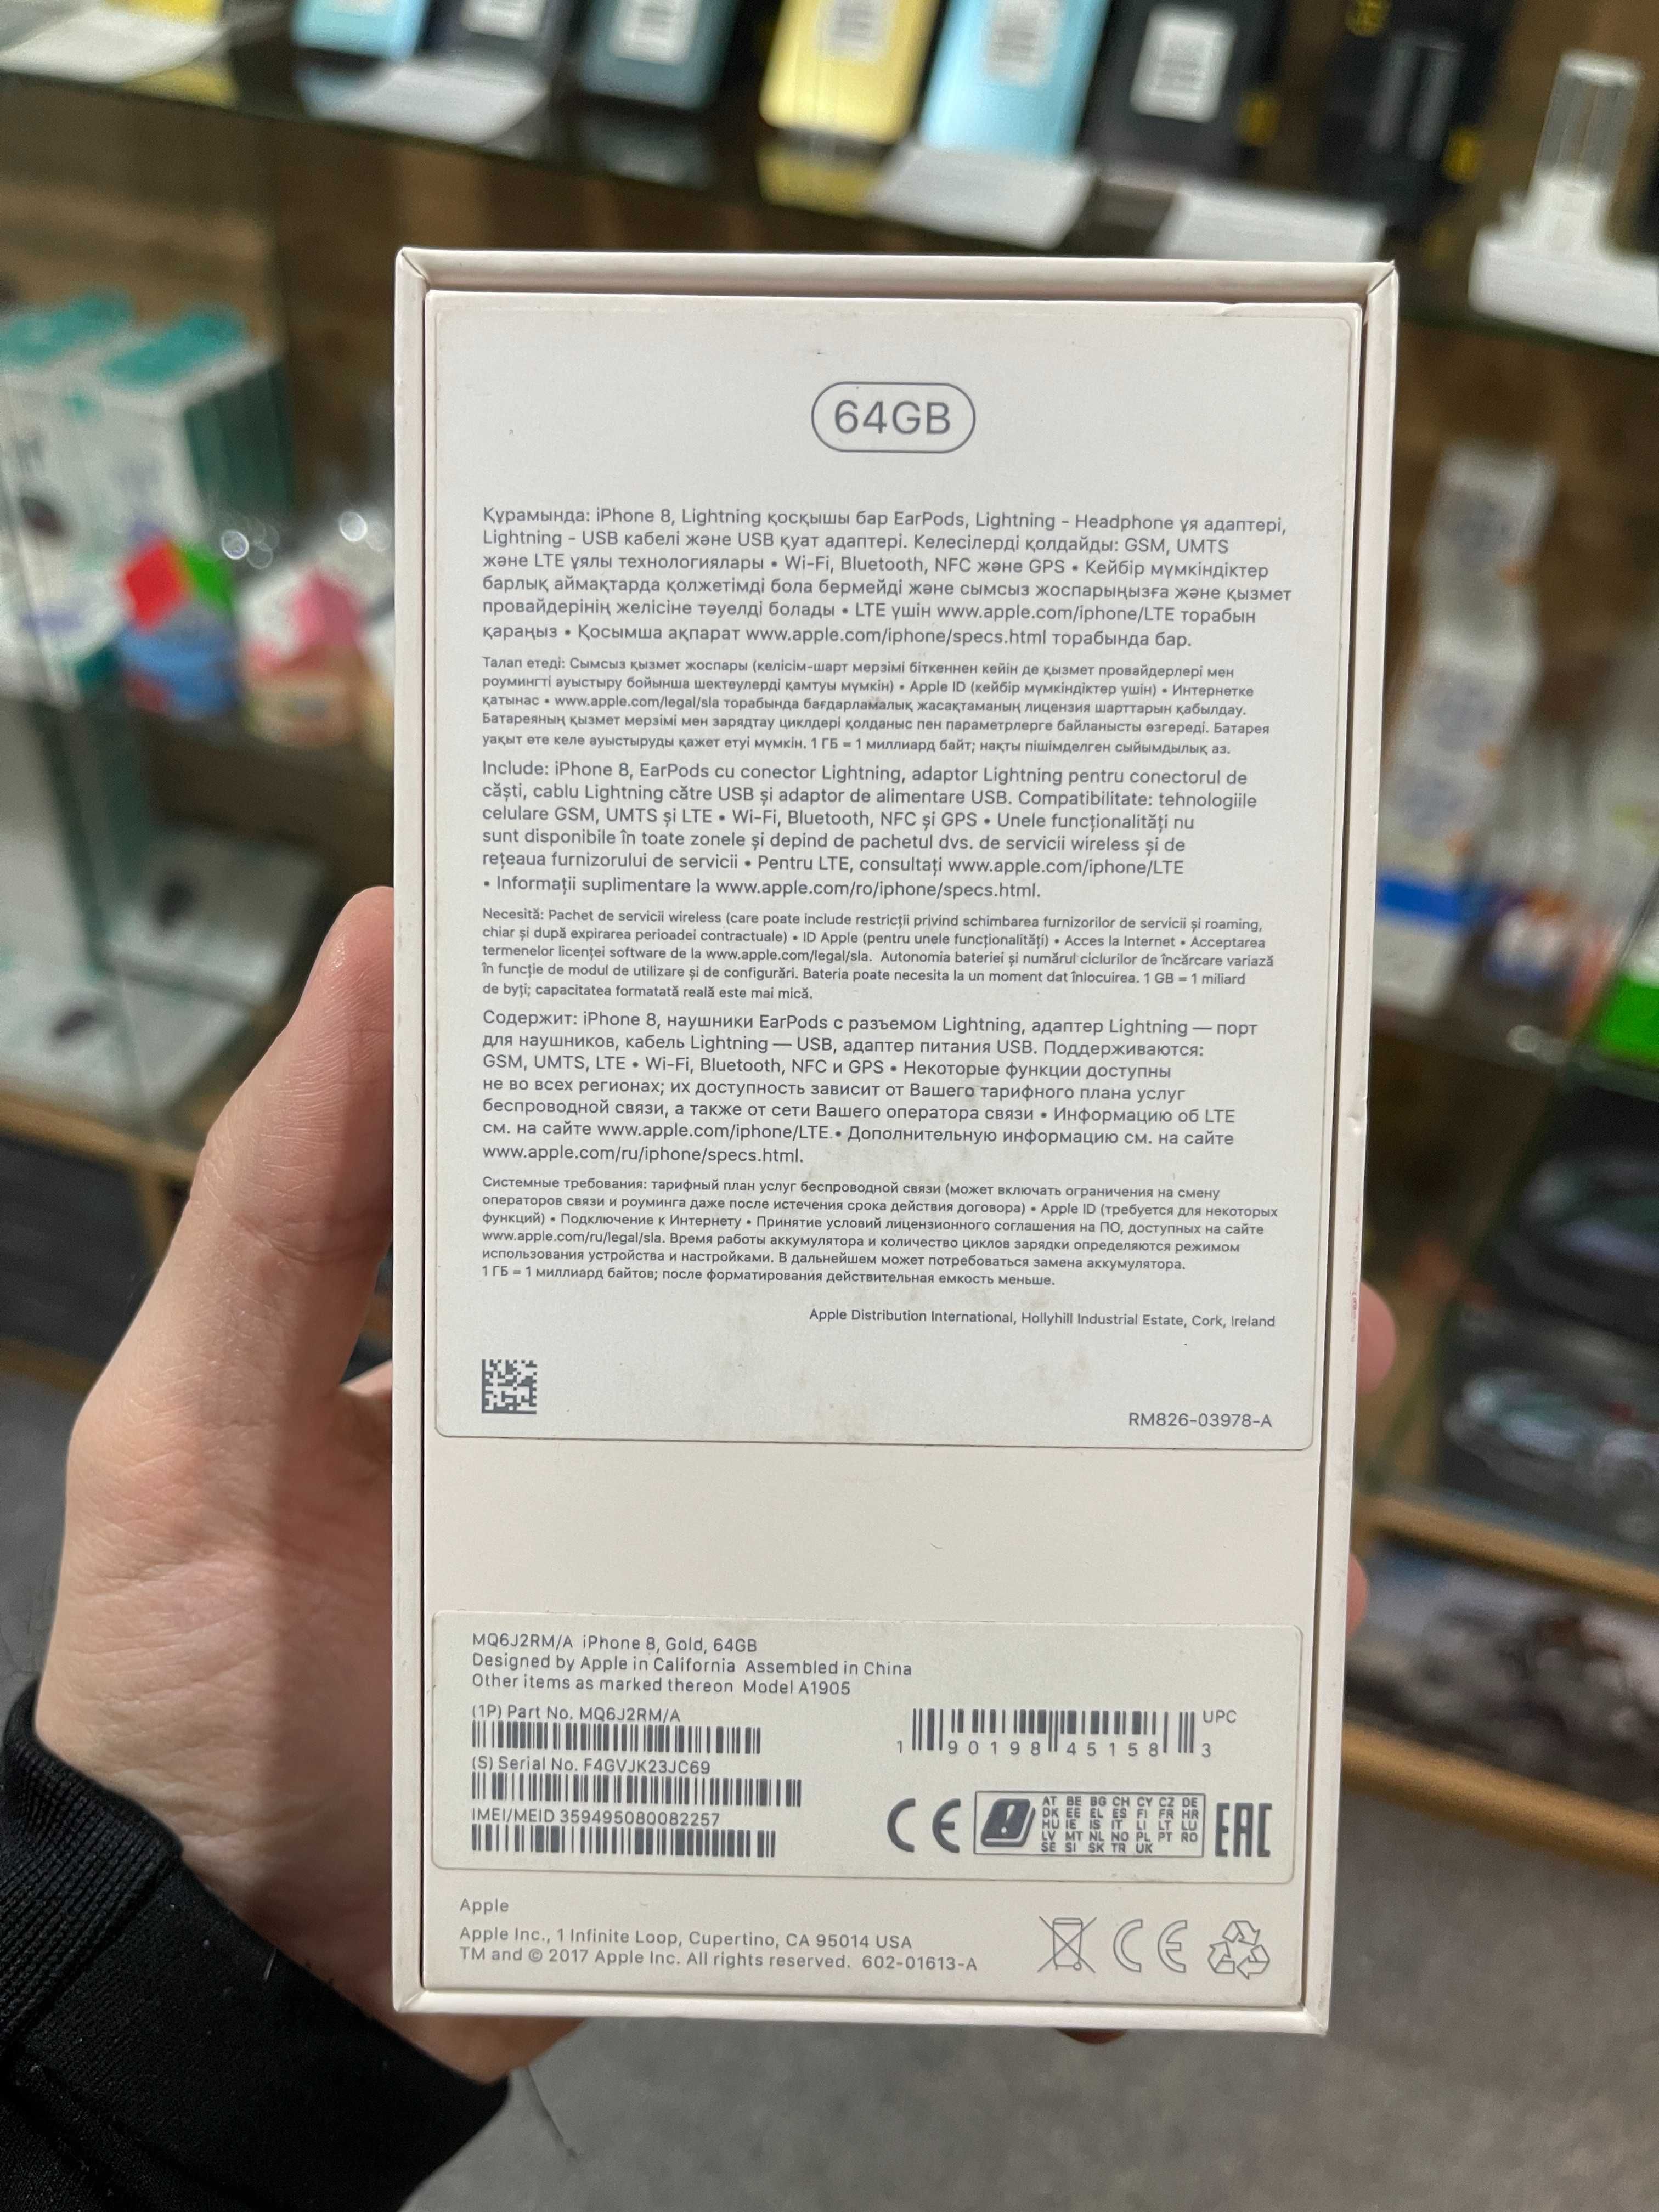 64GB
Құрамында: iPhone 8, Lightning қосқышы бар EarPods, Lightning - Headphone ұя адаптері,
Lightning - USB кабелі және USB қуат адаптері. Келесілерді қолдайды: GSM, UMTS
және LTE ұялы технологиялары • Wi-Fi, Bluetooth, NFC және GPS • Кейбір мүмкіндіктер
барлық аймақтарда қолжетімді бола бермейді және сымсыз жоспарыңызға және қызмет
провайдерінің желісіне тәуелді болады • LTE үшін www.apple.com/iphone/LTE торабын
қараңыз • Қосымша ақпарат www.apple.com/iphone/specs.html торабында бар.
Талап етеді: Сымсыз қызмет жоспары (келісім-шарт мерзімі біткеннен кейін де қызмет провайдерлері мен
роумингті ауыстыру бойынша шектеулерді қамтуы мүмкін) • Apple ID (кейбір мүмкіндіктер үшін) • Интернетке
қатынас • www.apple.com/legal/sla торабында бағдарламалық жасақтаманың лицензия шарттарын қабылдау.
Батареяның қызмет мерзімі мен зарядтау циклдері қолданыс пен параметрлерге байланысты өзгереді. Батарея
уақыт өте келе ауыстыруды қажет етуі мүмкін. 1 ГБ = 1 миллиард байт; нақты пішімделген сыйымдылық аз.
Include: iPhone 8, EarPods cu conector Lightning, adaptor Lightning pentru conectorul de
căști, cablu Lightning către USB și adaptor de alimentare USB. Compatibilitate: tehnologiile
celulare GSM, UMTS și LTE • Wi-Fi, Bluetooth, NFC și GPS • Unele funcționalități nu
sunt disponibile în toate zonele și depind de pachetul dvs. de servicii wireless și de
rețeaua furnizorului de servicii • Pentru LTE, consultați www.apple.com/iphone/LTE
• Informații suplimentare la www.apple.com/ro/iphone/specs.html.
Necesită: Pachet de servicii wireless (care poate include restricții privind schimbarea furnizorilor de servicii și roaming,
chiar și după expirarea perioadei contractuale) • ID Apple (pentru unele funcționalități) • Acces la Internet • Acceptarea
termenelor licenței software de la www.apple.com/legal/sla. Autonomia bateriei și numărul ciclurilor de încărcare variază
în funcție de modul de utilizare și de configurări. Bateria poate necesita la un moment dat înlocuirea. 1 GB = 1 miliard
de byți; capacitatea formatată reală este mai mică.
Содержит: iPhone 8, наушники EarPods с разъемом Lightning, адаптер Lightning — порт
для наушников, кабель Lightning — USB, адаптер питания USB. Поддерживаются:
GSM, UMTS, LTE • Wi-Fi, Bluetooth, NFC и GPS • Некоторые функции доступны
не во всех регионах; их доступность зависит от Вашего тарифного плана услуг
беспроводной связи, а также от сети Вашего оператора связи • Информацию об LTE
см. на сайте www.apple.com/iphone/LTE.• Дополнительную информацию см. на сайте
www.apple.com/ru/iphone/specs.html.
Системные требования: тарифный план услуг беспроводной связи (может включать ограничения на смену
операторов связи и роуминга даже после истечения срока действия договора) • Apple ID (требуется для некоторых
функций) • Подключение к Интернету • Принятие условий лицензионного соглашения на ПО, доступных на сайте
www.apple.com/ru/legal/sla. Время работы аккумулятора и количество циклов зарядки определяются режимом
использования устройства и настройками. В дальнейшем может потребоваться замена аккумулятора.
1 ГБ = 1 миллиард байтов; после форматирования действительная емкость меньше.
Apple Distribution International, Hollyhill Industrial Estate, Cork, Ireland
RM826-03978-A
MQ6J2RM/A iPhone 8, Gold, 64GB
Designed by Apple in California Assembled in China
Other items as marked thereon Model A1905
(1P) Part No. MQ6J2RM/A
(S) Serial No. F4GVJK23JC69
IMEI/MEID 359495080082257
UPC
1 90198 45158 3
CE
AT BE BG CH CY CZ DE
DK EE EL ES FI FR HR
HU IE IS IT LI LT LU
LV MT NL NO PL PT RO
SE SI SK TR UK
EAC
Apple
Apple Inc., 1 Infinite Loop, Cupertino, CA 95014 USA
TM and © 2017 Apple Inc. All rights reserved. 602-01613-A
CE